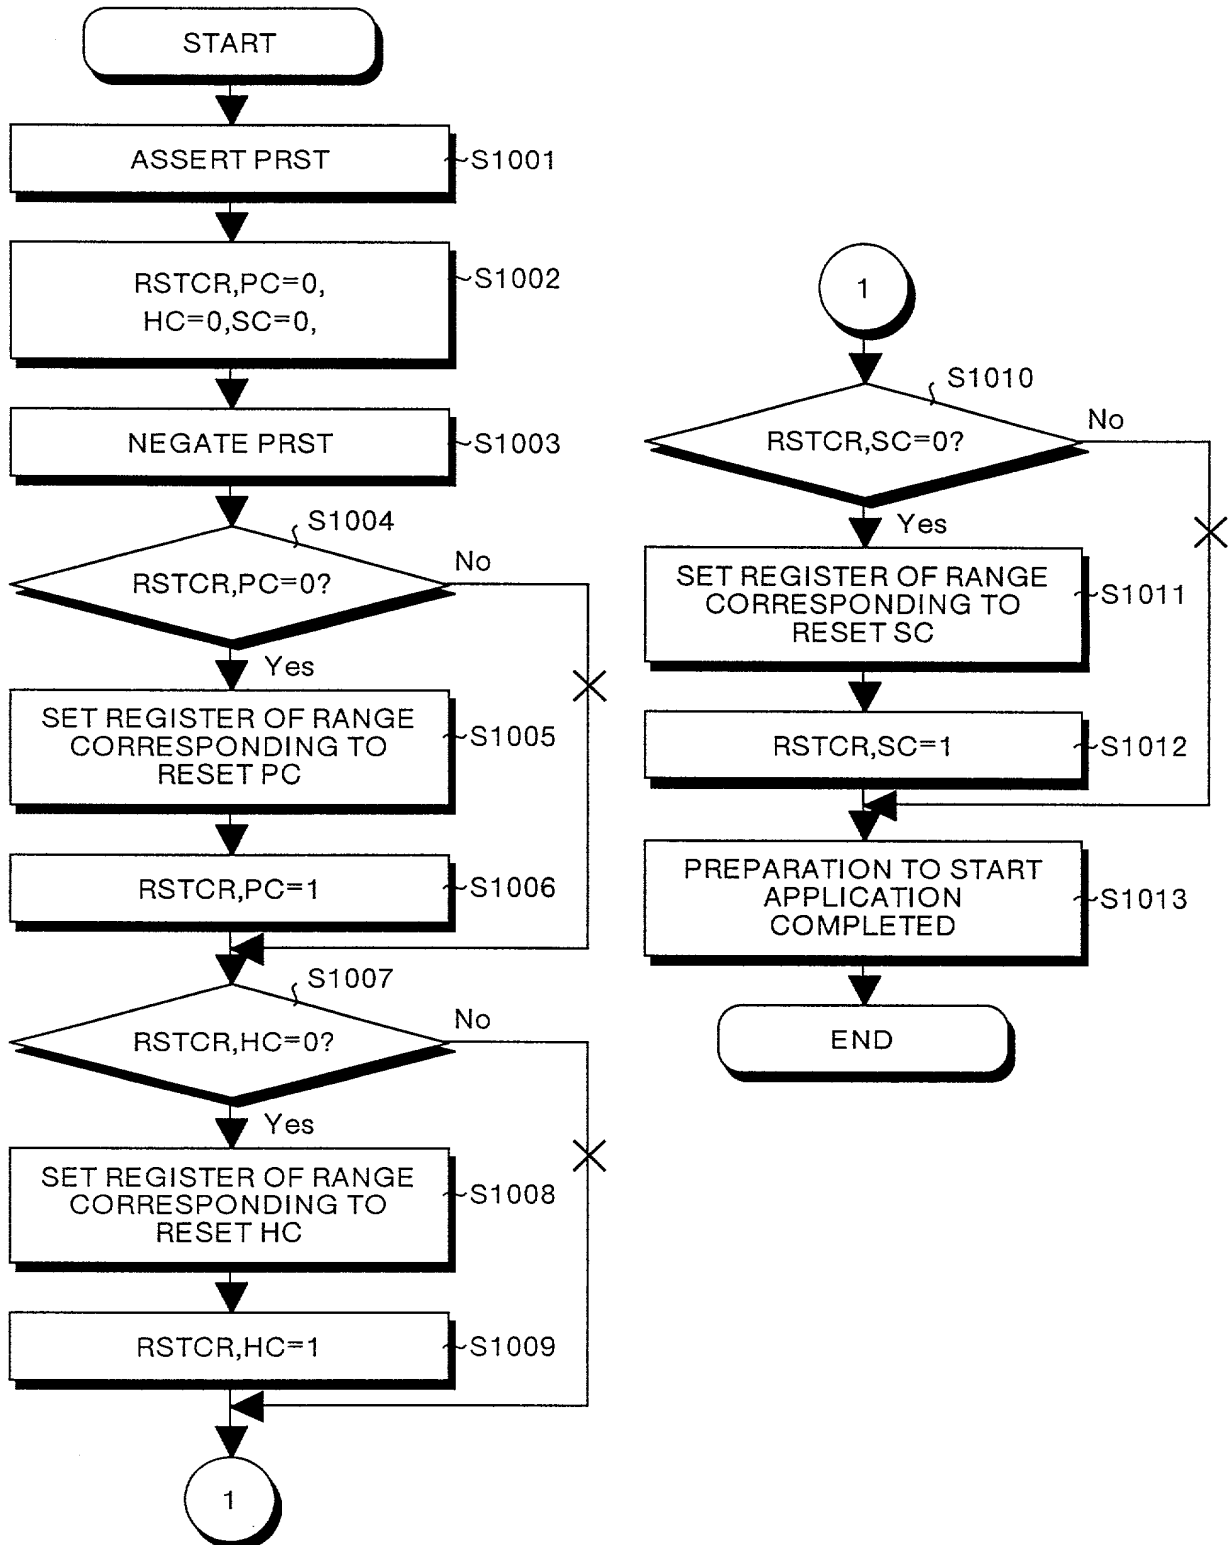 START
ASSERT PRST
S1001
RSTCR,PC=0,
HC=0,SC=0,
S1002
NEGATE PRST
S1003
S1004
RSTCR,PC=0?
No
Yes
SET REGISTER OF RANGE
CORRESPONDING TO
RESET PC
S1005
RSTCR,PC=1
S1006
S1007
RSTCR,HC=0?
No
Yes
SET REGISTER OF RANGE
CORRESPONDING TO
RESET HC
S1008
RSTCR,HC=1
S1009
1
1
S1010
RSTCR,SC=0?
No
Yes
SET REGISTER OF RANGE
CORRESPONDING TO
RESET SC
S1011
RSTCR,SC=1
S1012
PREPARATION TO START
APPLICATION
COMPLETED
S1013
END